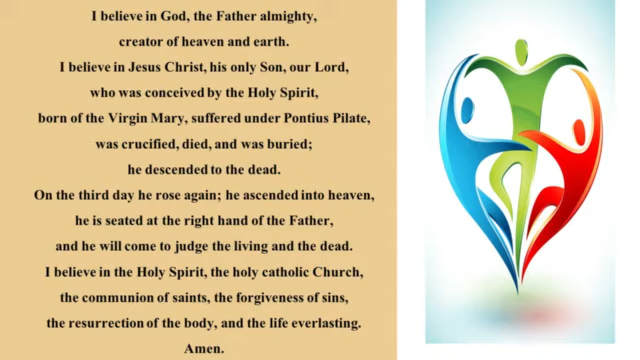 I believe in God, the Father almighty,
creator of heaven and earth.
I believe in Jesus Christ, his only Son, our Lord,
who was conceived by the Holy Spirit,
born of the Virgin Mary, suffered under Pontius Pilate,
was crucified, died, and was buried;
he descended to the dead.
On the third day he rose again; he ascended into heaven,
he is seated at the right hand of the Father,
and he will come to judge the living and the dead.
I believe in the Holy Spirit, the holy catholic Church,
the communion of saints, the forgiveness of sins,
the resurrection of the body, and the life everlasting.
Amen.